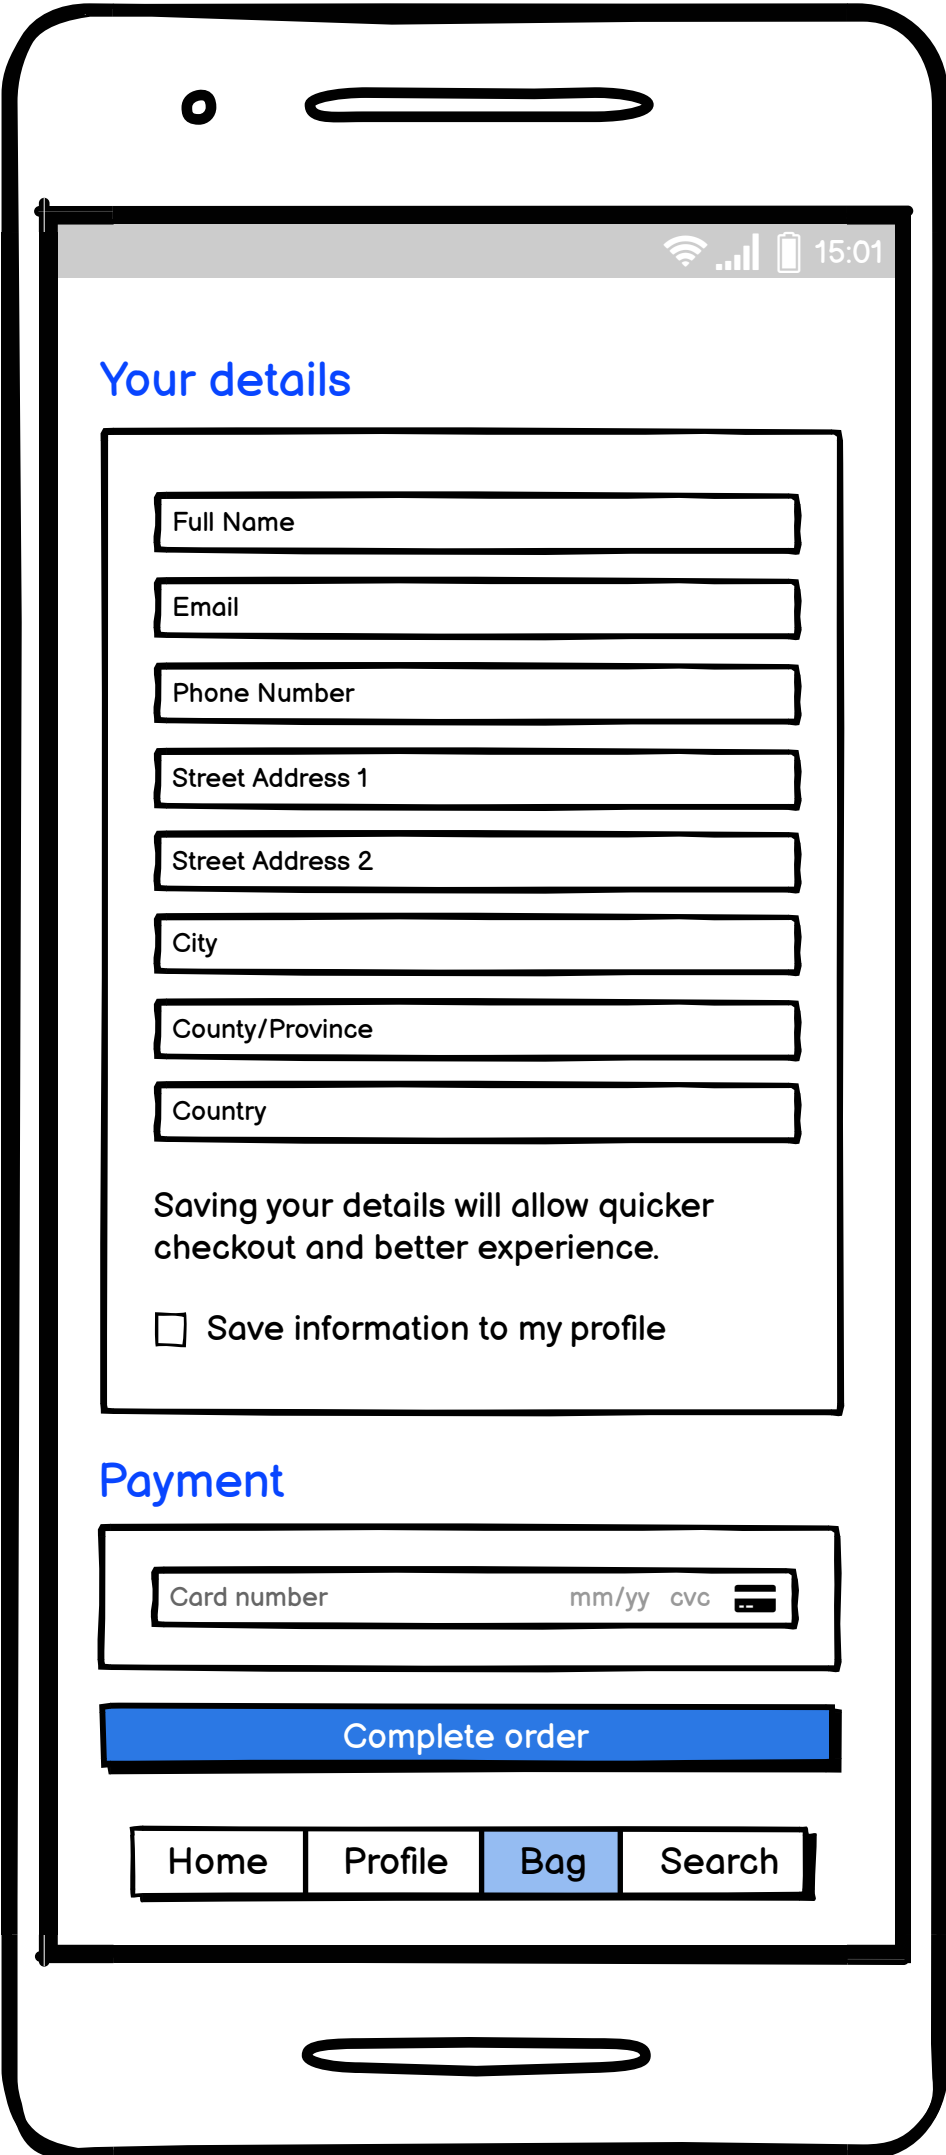 15:01
Your details
Full Name
Email
Phone Number
Street Address 1
Street Address 2
City
County/Province
Country
Saving your details will allow quicker
checkout and better experience.
Save information to my profile
Payment
Card number mm/yy cvc
Complete order
Home Profile Bag Search